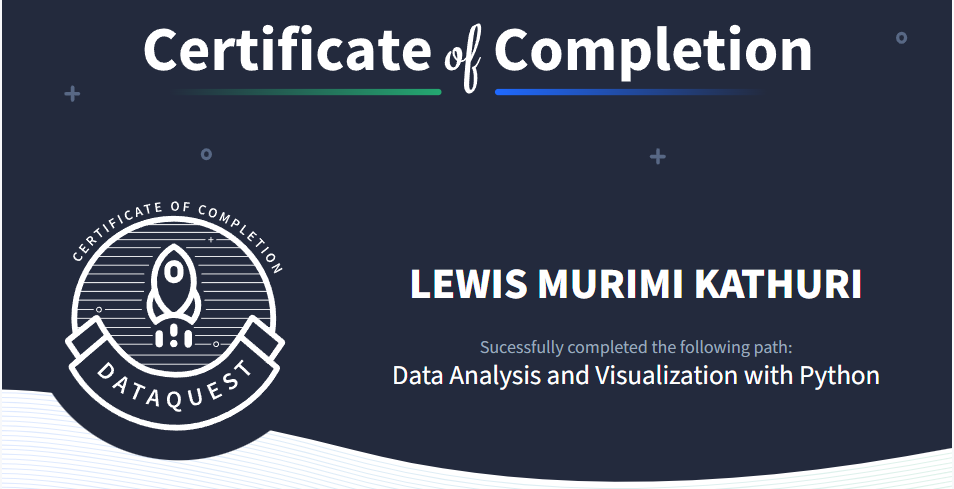 Certificate of Completion
CERTIFICATE OF COMPLETION
DATAQUEST
LEWIS MURIMI KATHURI
Sucessfully completed the following path:
Data Analysis and Visualization with Python